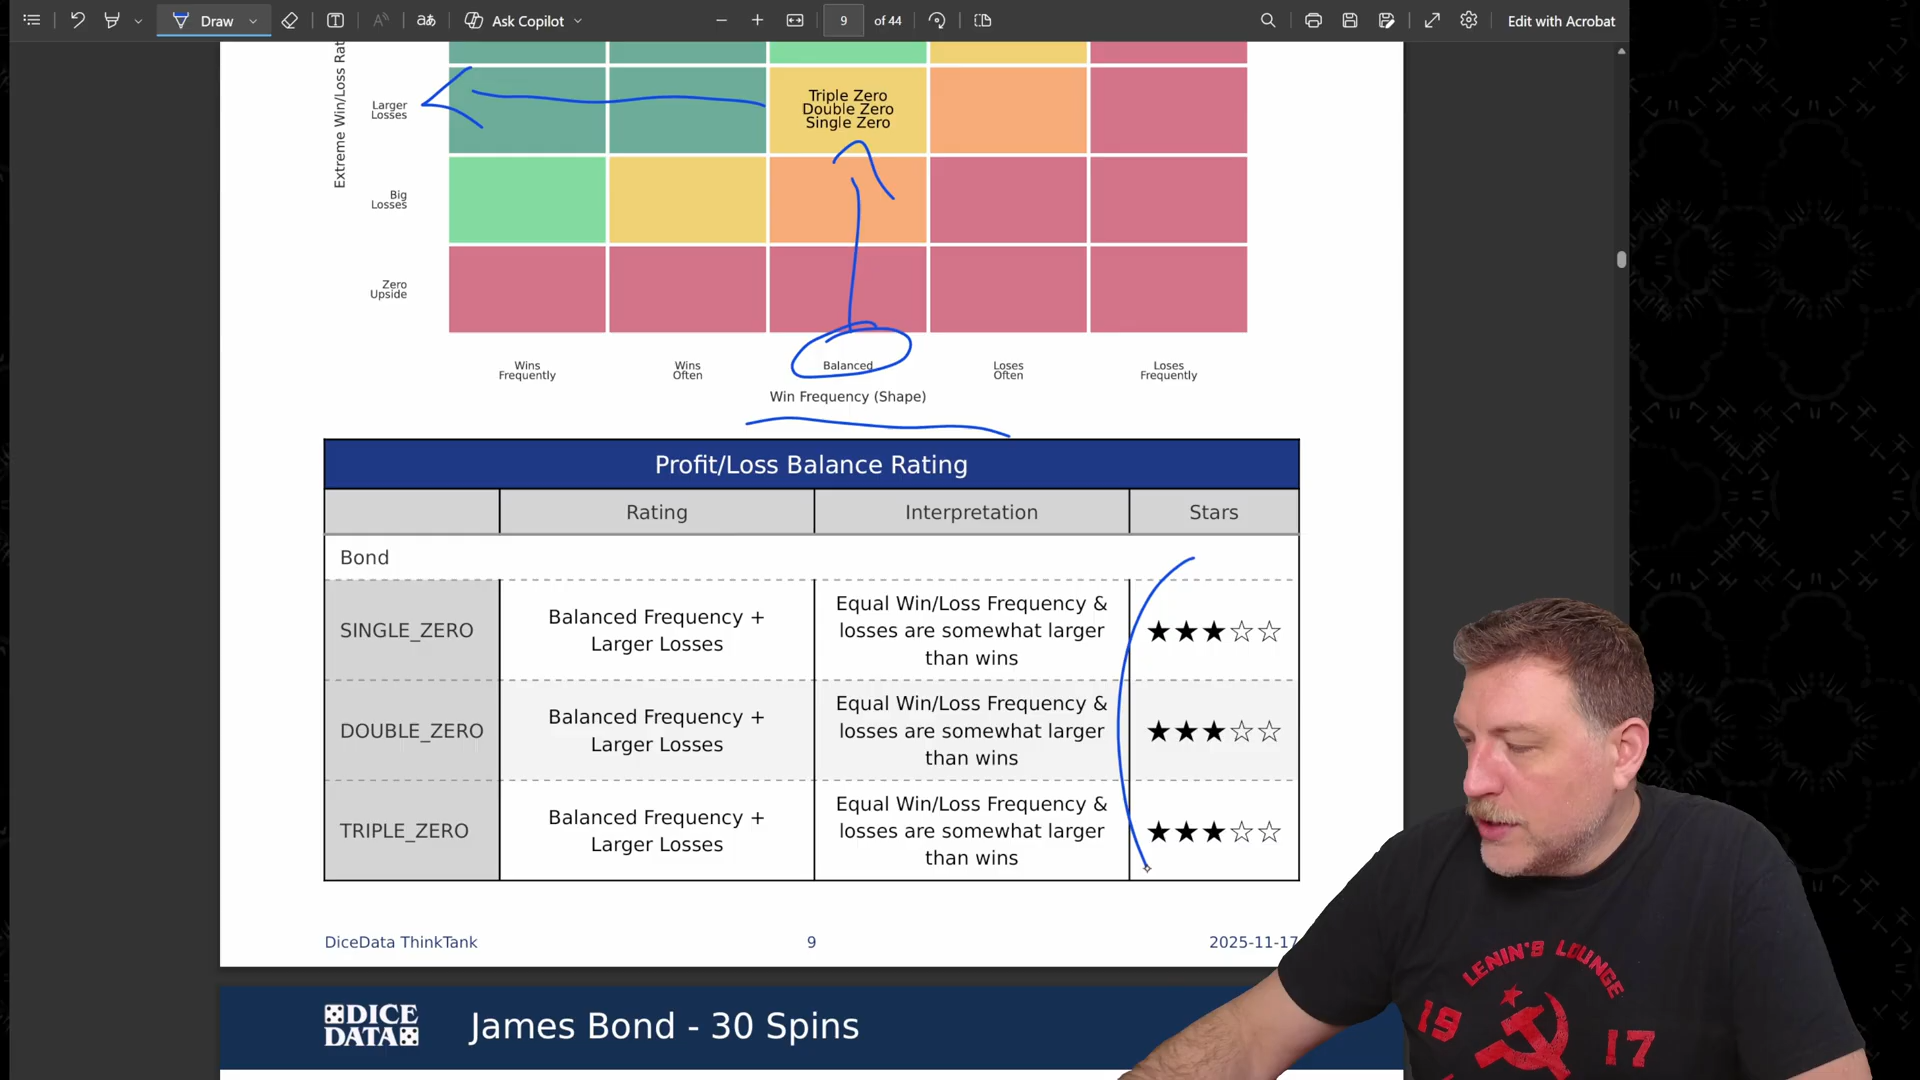 Draw
Ask Copilot
9 of 44
Edit with Acrobat
Extreme Win/Loss Rat
Larger
Losses
Triple Zero
Double Zero
Single Zero
Big
Losses
Zero
Upside
Wins
Frequently
Wins
Often
Balanced
Loses
Often
Loses
Frequently
Win Frequency (Shape)
Profit/Loss Balance Rating
Rating Interpretation Stars
Bond
SINGLE_ZERO
Balanced Frequency +
Larger Losses
Equal Win/Loss Frequency &
losses are somewhat larger
than wins
★★★☆☆
DOUBLE_ZERO
Balanced Frequency +
Larger Losses
Equal Win/Loss Frequency &
losses are somewhat larger
than wins
★★★☆☆
TRIPLE_ZERO
Balanced Frequency +
Larger Losses
Equal Win/Loss Frequency &
losses are somewhat larger
than wins
★★★☆☆
DiceData ThinkTank 9 2025-11-17
DICE
DATA
James Bond - 30 Spins
LENIN'S LOUNGE
19 17